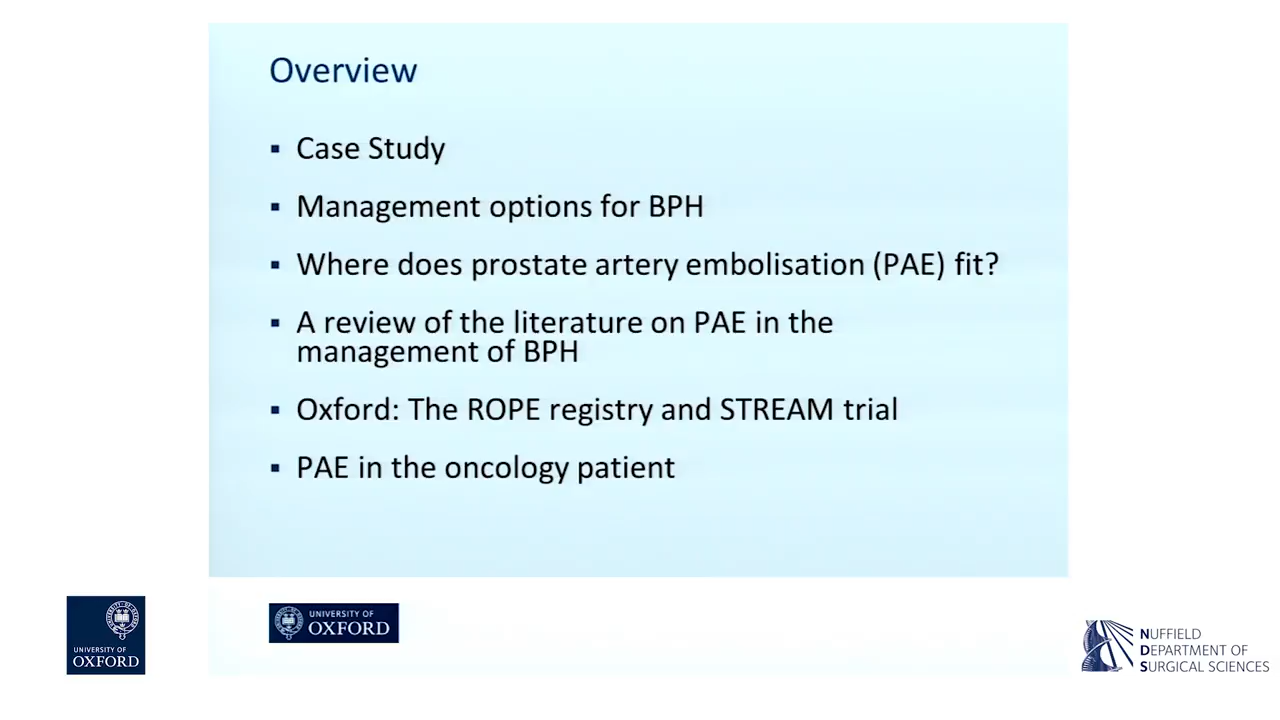 Overview
▪ Case Study
▪ Management options for BPH
▪ Where does prostate artery embolisation (PAE) fit?
▪ A review of the literature on PAE in the
management of BPH
▪ Oxford: The ROPE registry and STREAM trial
▪ PAE in the oncology patient
UNIVERSITY OF
OXFORD
UNIVERSITY OF
OXFORD
NUFFIELD
DEPARTMENT OF
SURGICAL SCIENCES